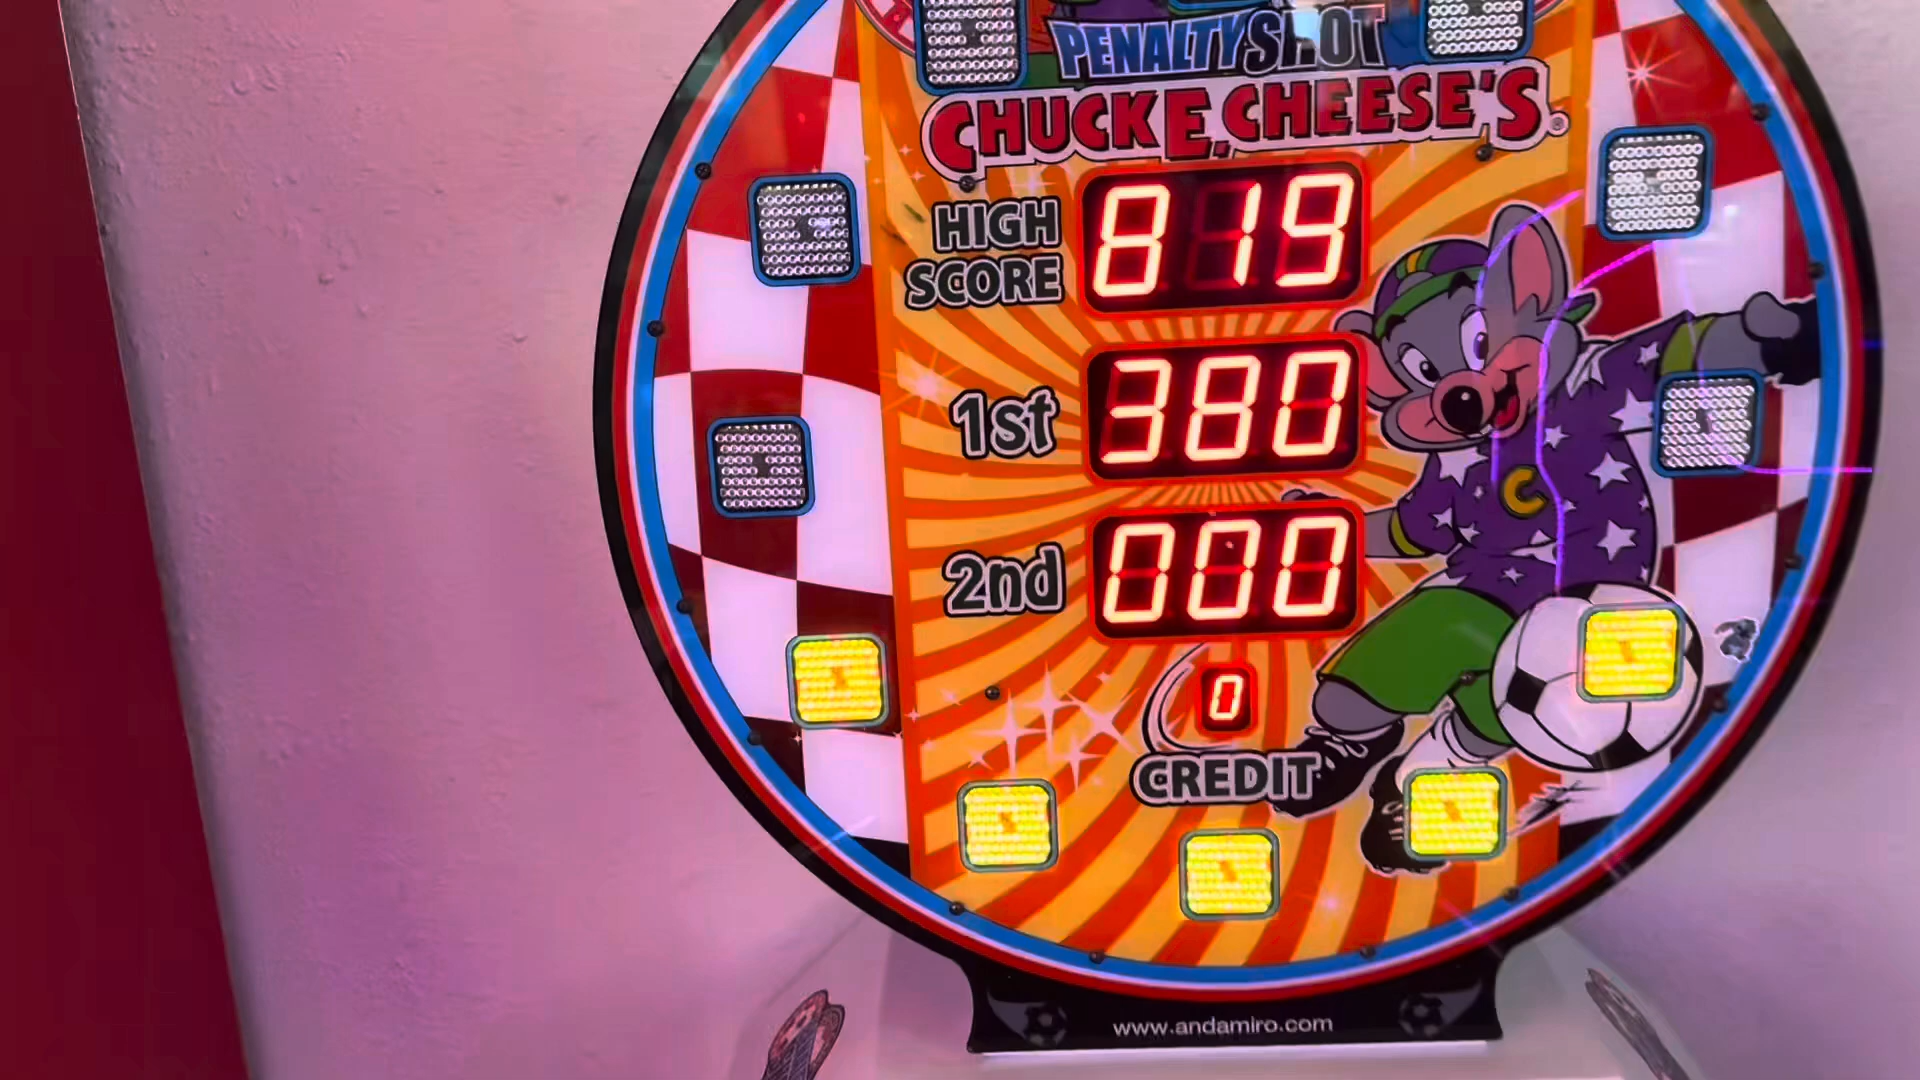 PENALTY SHOT
CHUCK E. CHEESE'S®
HIGH SCORE 819
1st 380
2nd 000
0
CREDIT
C
www.andamiro.com